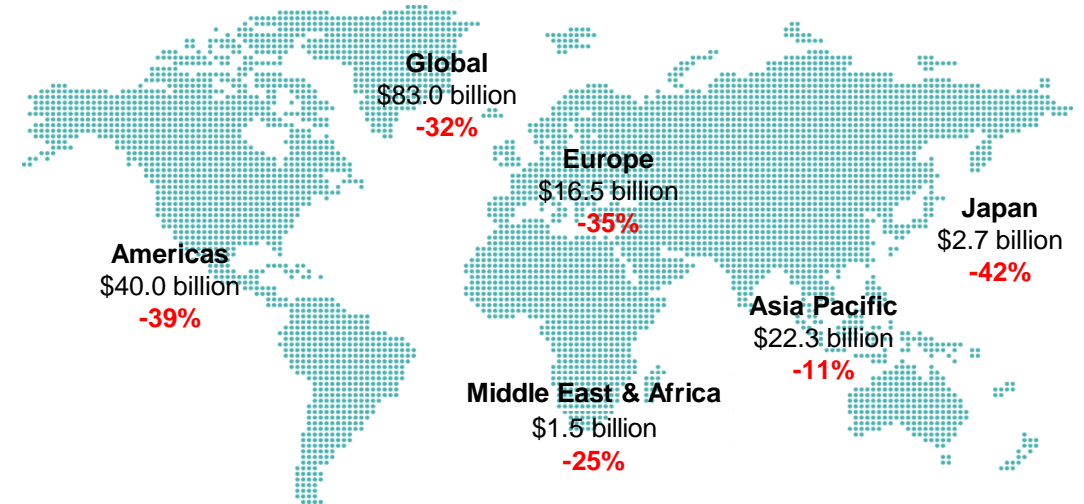 Global
$83.0 billion
-32%
Europe
$16.5 billion
-35%
Japan
$2.7 billion
-42%
Americas
$40.0 billion
-39%
Asia Pacific
$22.3 billion
-11%
Middle East & Africa
$1.5 billion
-25%